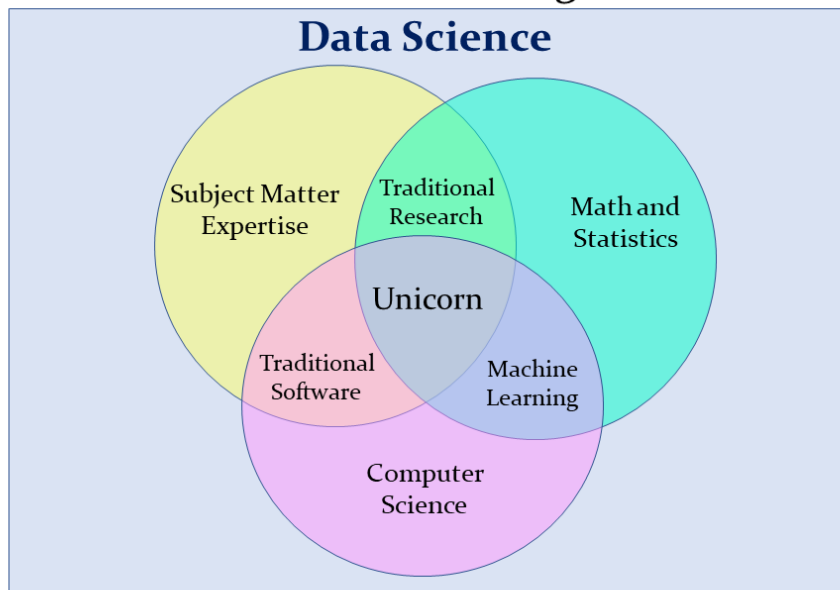 Data Science
Subject Matter
Expertise
Traditional
Research
Math and
Statistics
Unicorn
Traditional
Software
Machine
Learning
Computer
Science